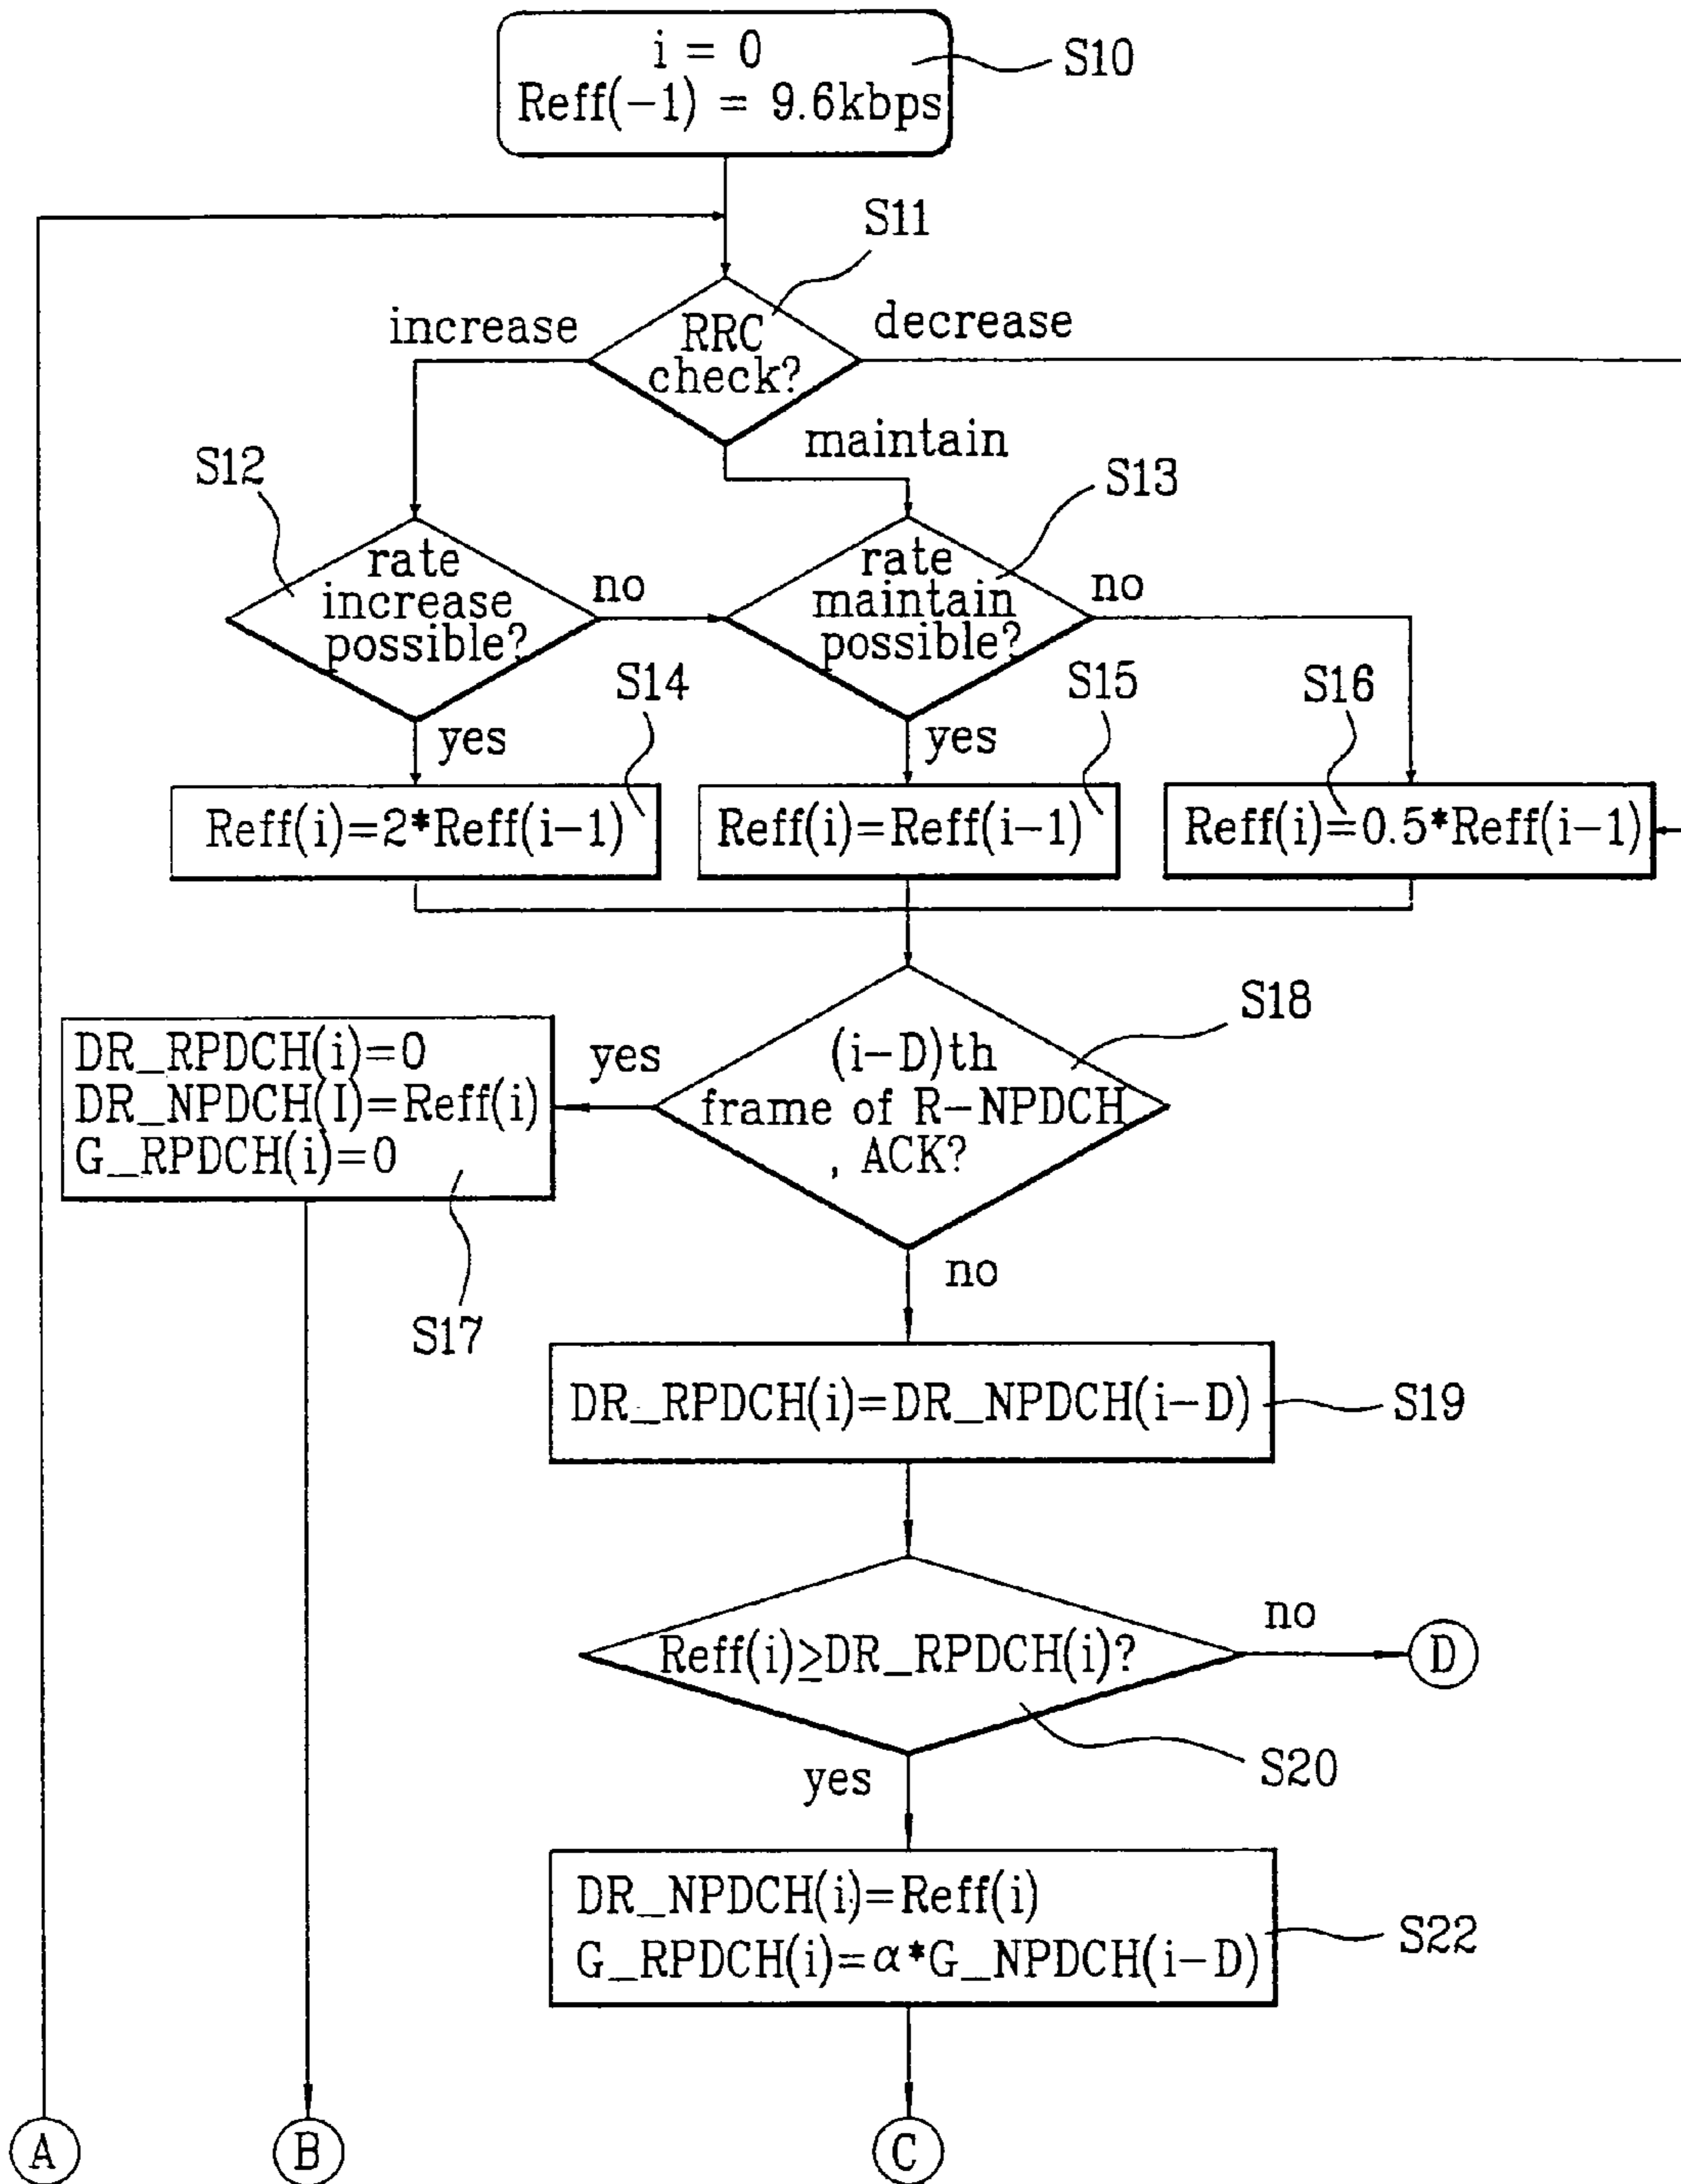 i = 0
Reff(-1) = 9.6kbps
S10
S11
increase
RRC
check?
decrease
maintain
S12
S13
rate
increase
possible?
no
rate
maintain
possible?
no
S14
S15
S16
yes
yes
Reff(i)=2*Reff(i-1)
Reff(i)=Reff(i-1)
Reff(i)=0.5*Reff(i-1)
S18
DR_RPDCH(i)=0
DR_NPDCH(I)=Reff(i)
G_RPDCH(i)=0
yes
(i-D)th
frame of R-NPDCH
, ACK?
no
S17
DR_RPDCH(i)=DR_NPDCH(i-D)
S19
Reff(i)≥DR_RPDCH(i)?
no
D
S20
yes
DR_NPDCH(i)=Reff(i)
G_RPDCH(i)=α*G_NPDCH(i-D)
S22
A
B
C